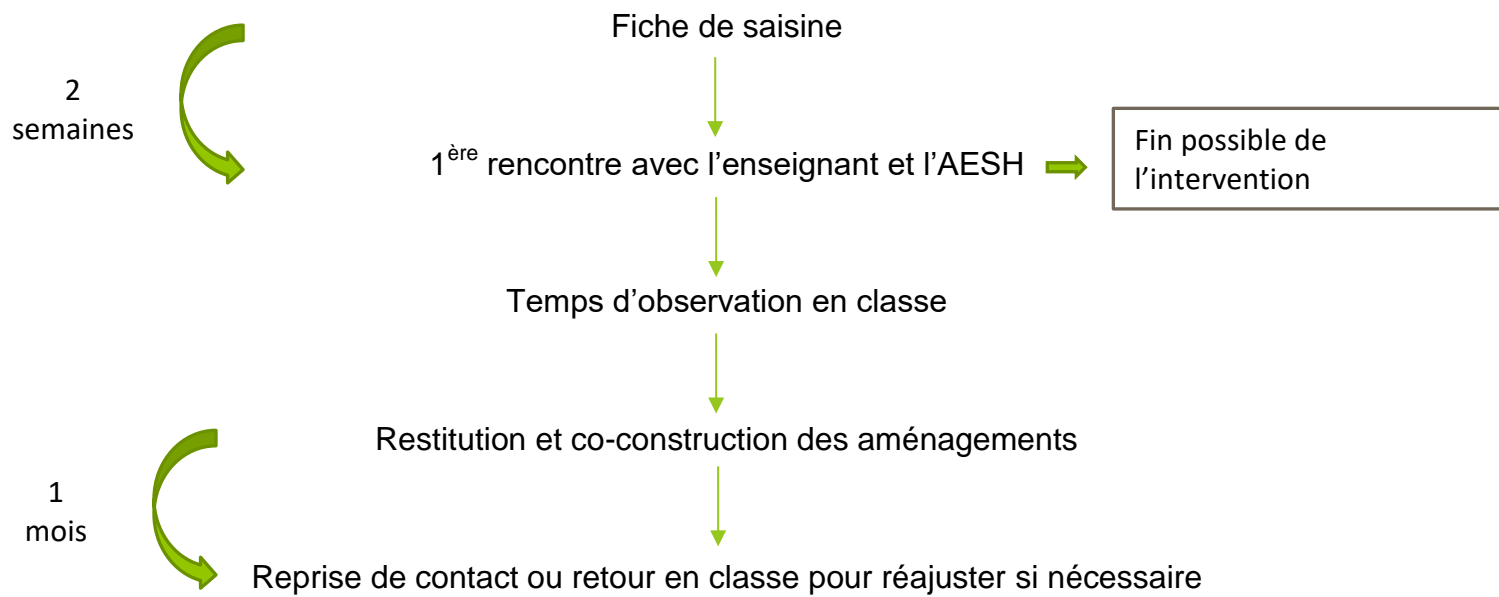 Fiche de saisine
2
semaines
1ère rencontre avec l’enseignant et l’AESH
Fin possible de
l’intervention
Temps d’observation en classe
Restitution et co-construction des aménagements
1
mois
Reprise de contact ou retour en classe pour réajuster si nécessaire